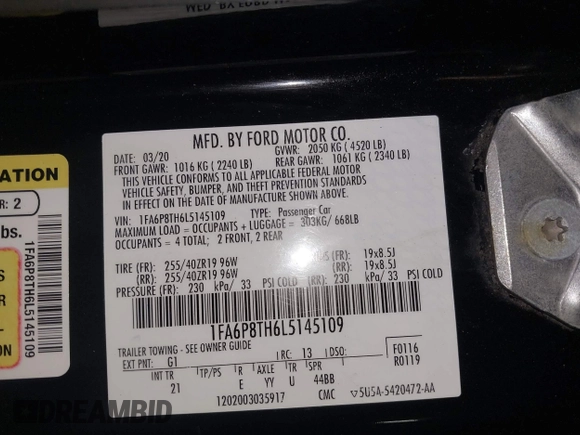 MFD. BY FORD MOTOR CO.
DATE: 03/20 GVWR: 2050 KG ( 4520 LB)
FRONT GAWR: 1016 KG ( 2240 LB) REAR GAWR: 1061 KG ( 2340 LB)
THIS VEHICLE CONFORMS TO ALL APPLICABLE FEDERAL MOTOR
VEHICLE SAFETY, BUMPER, AND THEFT PREVENTION STANDARDS
IN EFFECT ON THE DATE OF MANUFACTURE SHOWN ABOVE.
VIN: 1FA6P8TH6L5145109 TYPE: Passenger Car
MAXIMUM LOAD = OCCUPANTS + LUGGAGE = 303KG/ 668LB
OCCUPANTS = 4 TOTAL; 2 FRONT, 2 REAR
TIRE (FR): 255/40ZR19 96W (FR): 19x8.5J
(RR): 255/40ZR19 96W (RR): 19x8.5J
PRESSURE (FR): 230 kPa/ 33 PSI COLD (RR): 230 kPa/ 33 PSI COLD
1FA6P8TH6L5145109
TRAILER TOWING - SEE OWNER GUIDE
EXT PNT: G1 RC: 13 DSO: F0116
R0119
INT TR TP/PS R AXLE TR SPR
21 E YY U 44BB
1202003035917 CMC 5U5A-5420472-AA
ATION
R: 2
bs.
S
R
ON
1FA6P8TH6L5145109
DREAMBID